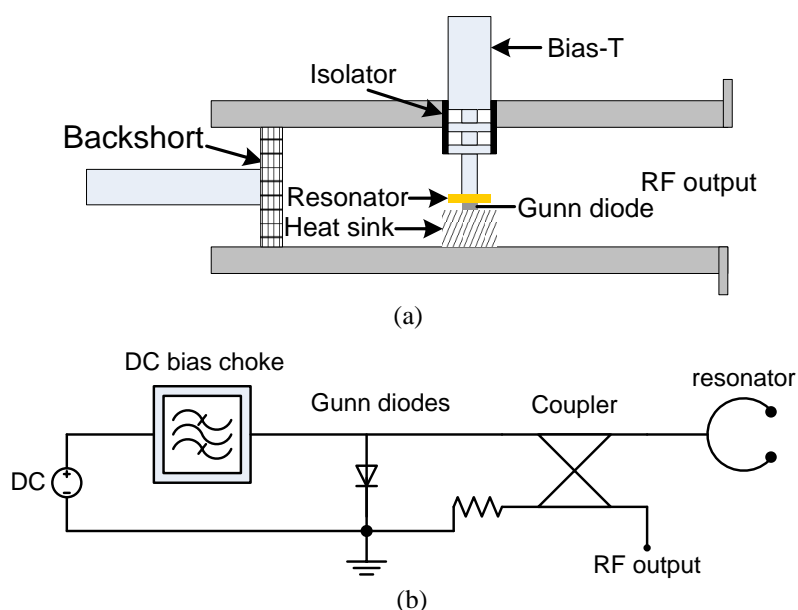 Bias-T
Isolator
Backshort
RF output
Resonator
Gunn diode
Heat sink
(a)
DC bias choke
resonator
Gunn diodes
Coupler
DC
+
-
RF output
(b)